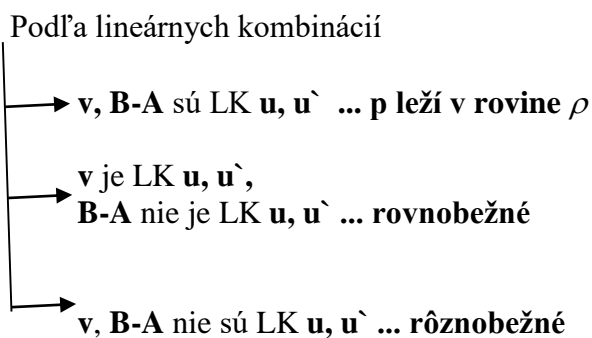 Podľa lineárnych kombinácií
v, B-A sú LK u, u` ... p leží v rovine ρ
v je LK u, u`,
B-A nie je LK u, u` ... rovnobežné
v, B-A nie sú LK u, u` ... rôznobežné